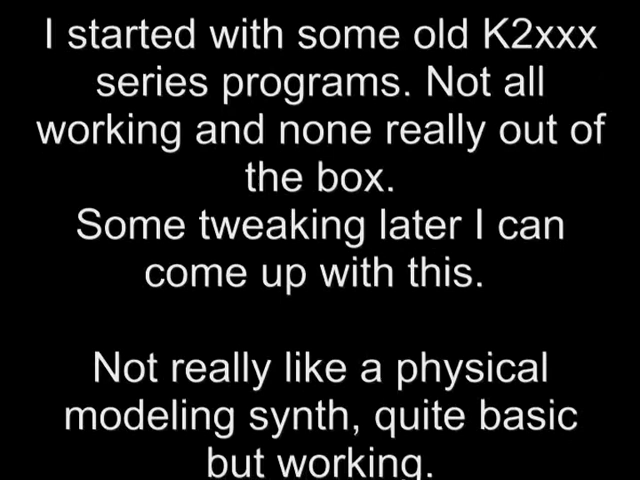 I started with some old K2xxx
series programs. Not all
working and none really out of
the box.
Some tweaking later I can
come up with this.
Not really like a physical
modeling synth, quite basic
but working.